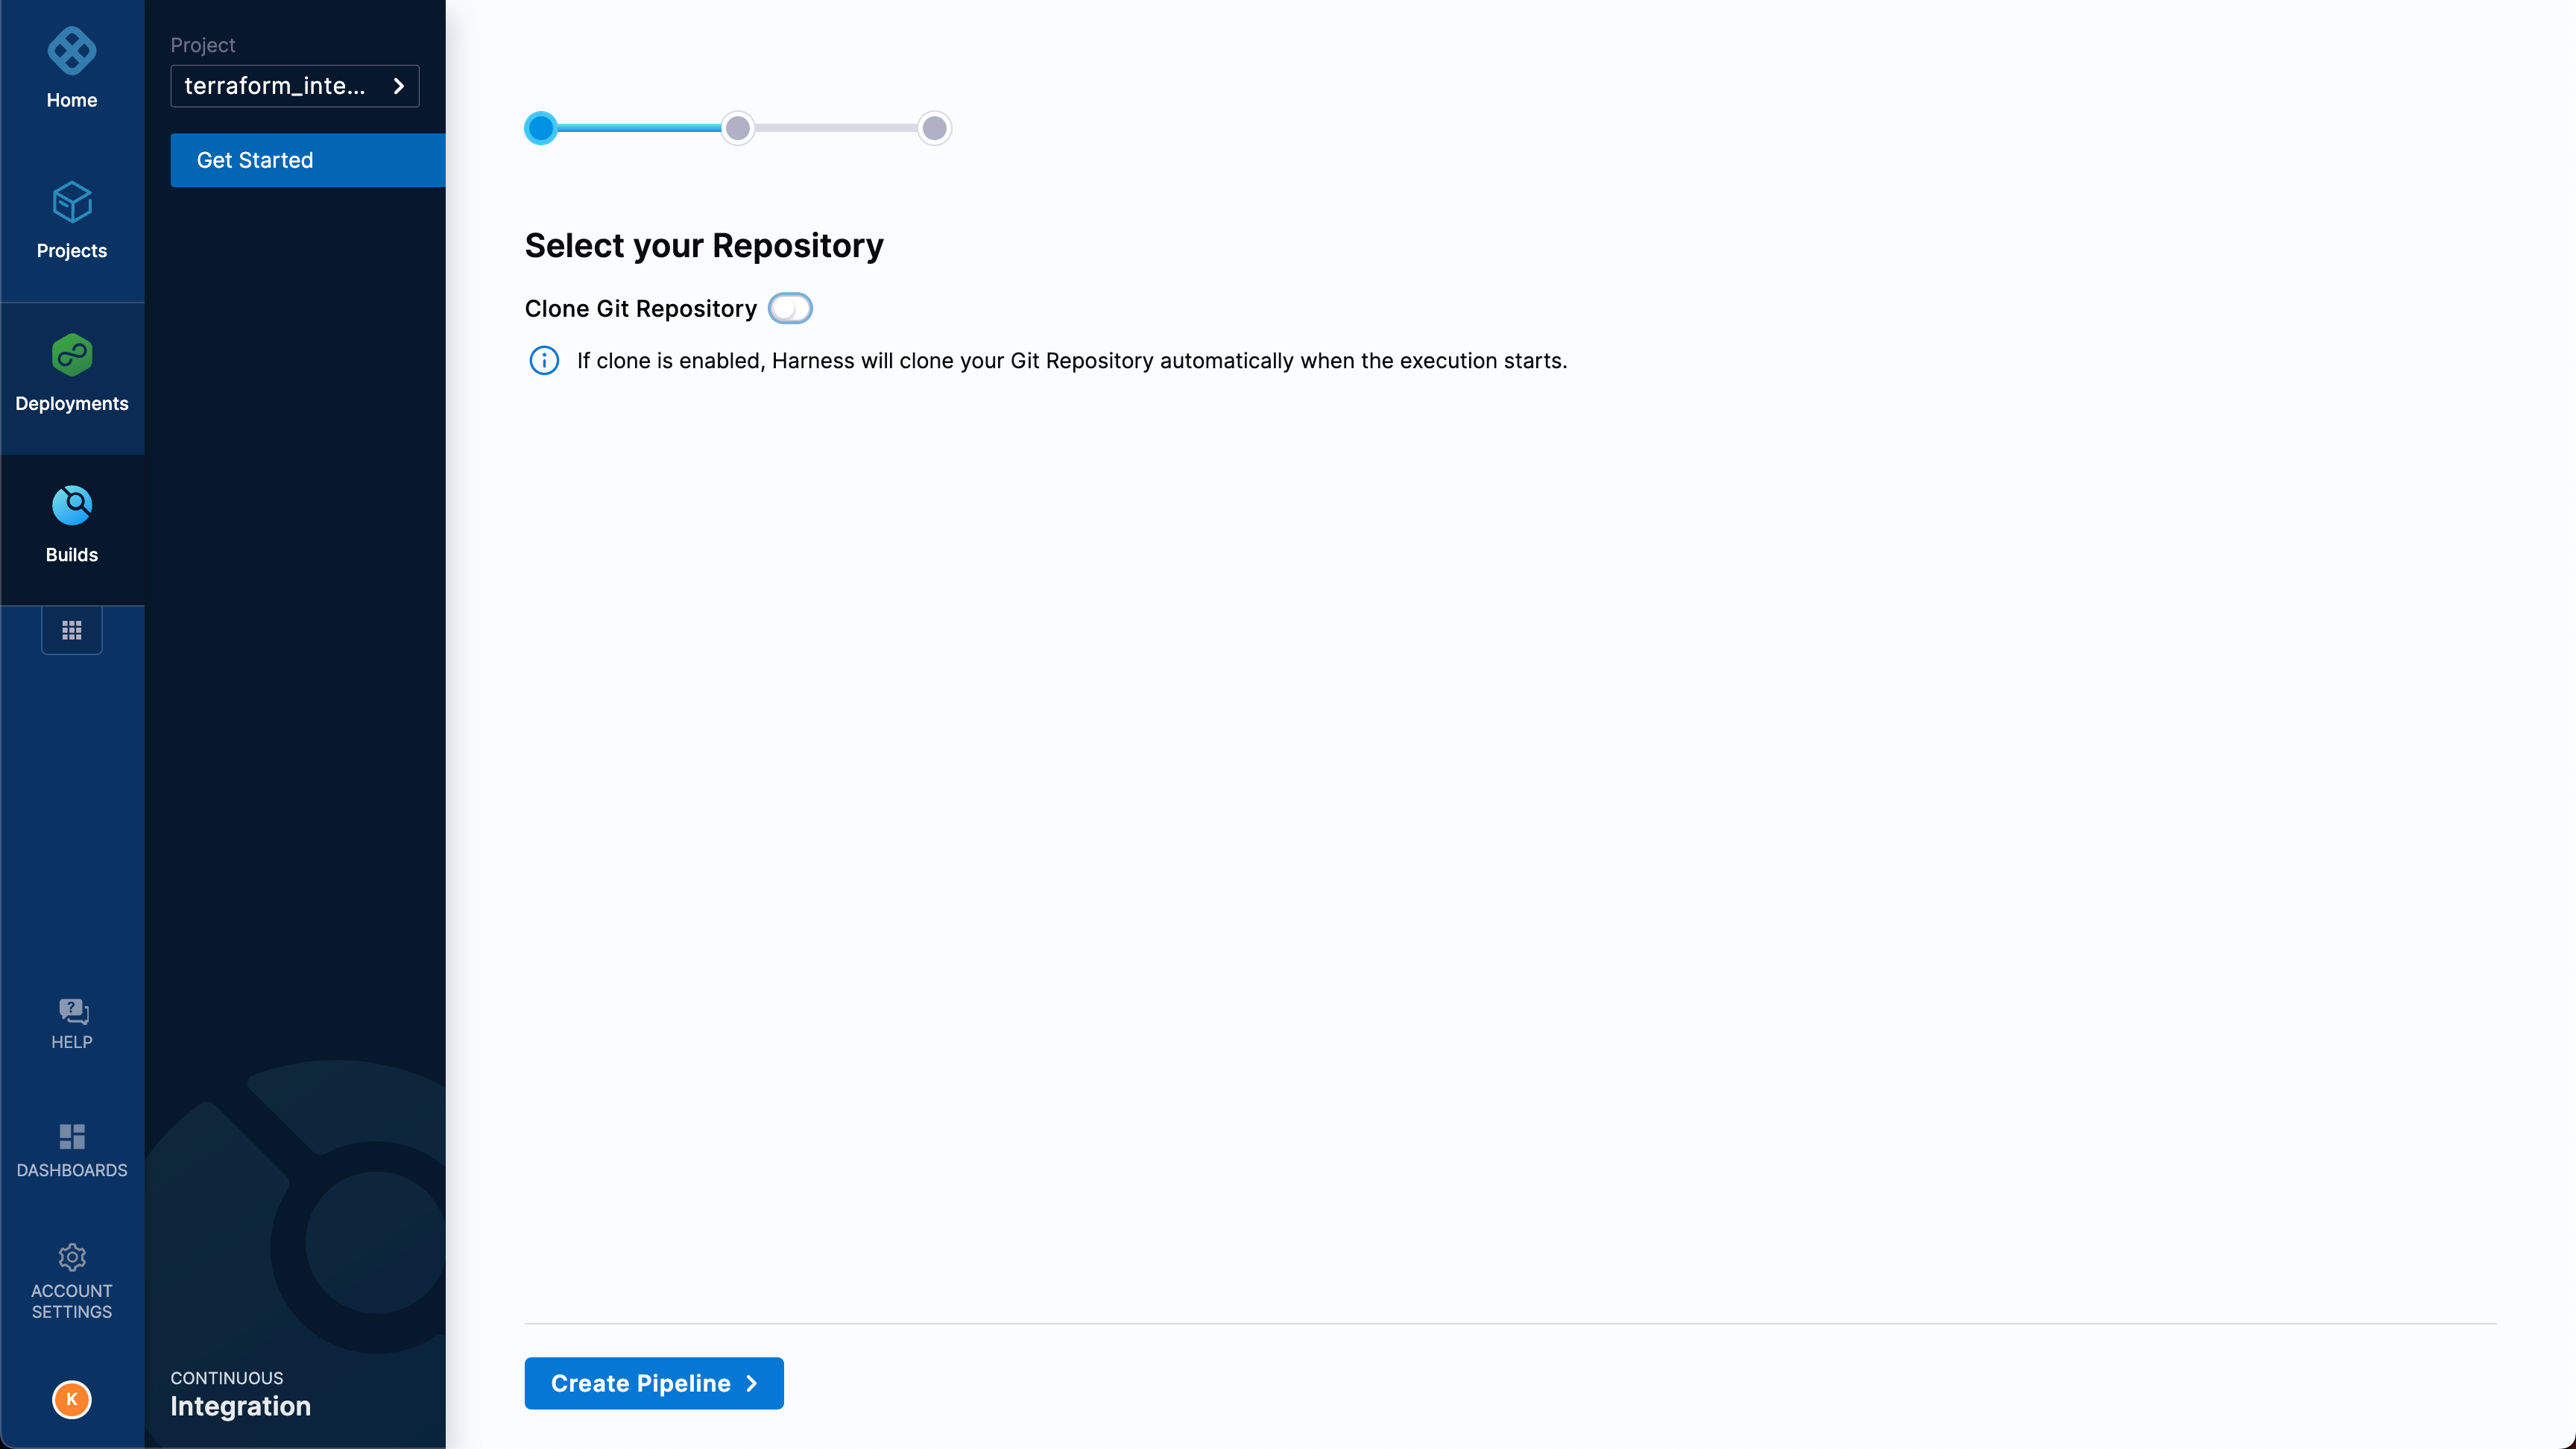 Home
Projects
Deployments
Builds
HELP
DASHBOARDS
ACCOUNT
SETTINGS
K
Project
terraform_inte...
Get Started
CONTINUOUS
Integration
Select your Repository
Clone Git Repository
If clone is enabled, Harness will clone your Git Repository automatically when the execution starts.
Create Pipeline